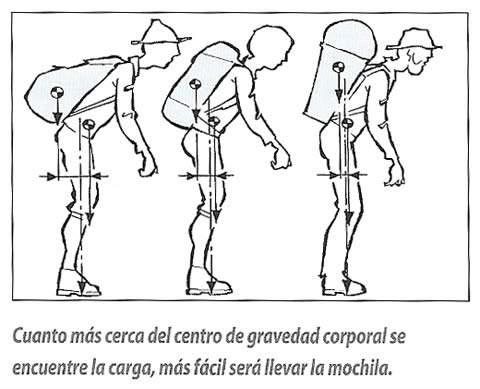 Cuanto más cerca del centro de gravedad corporal se
encuentre la carga, más fácil será llevar la mochila.